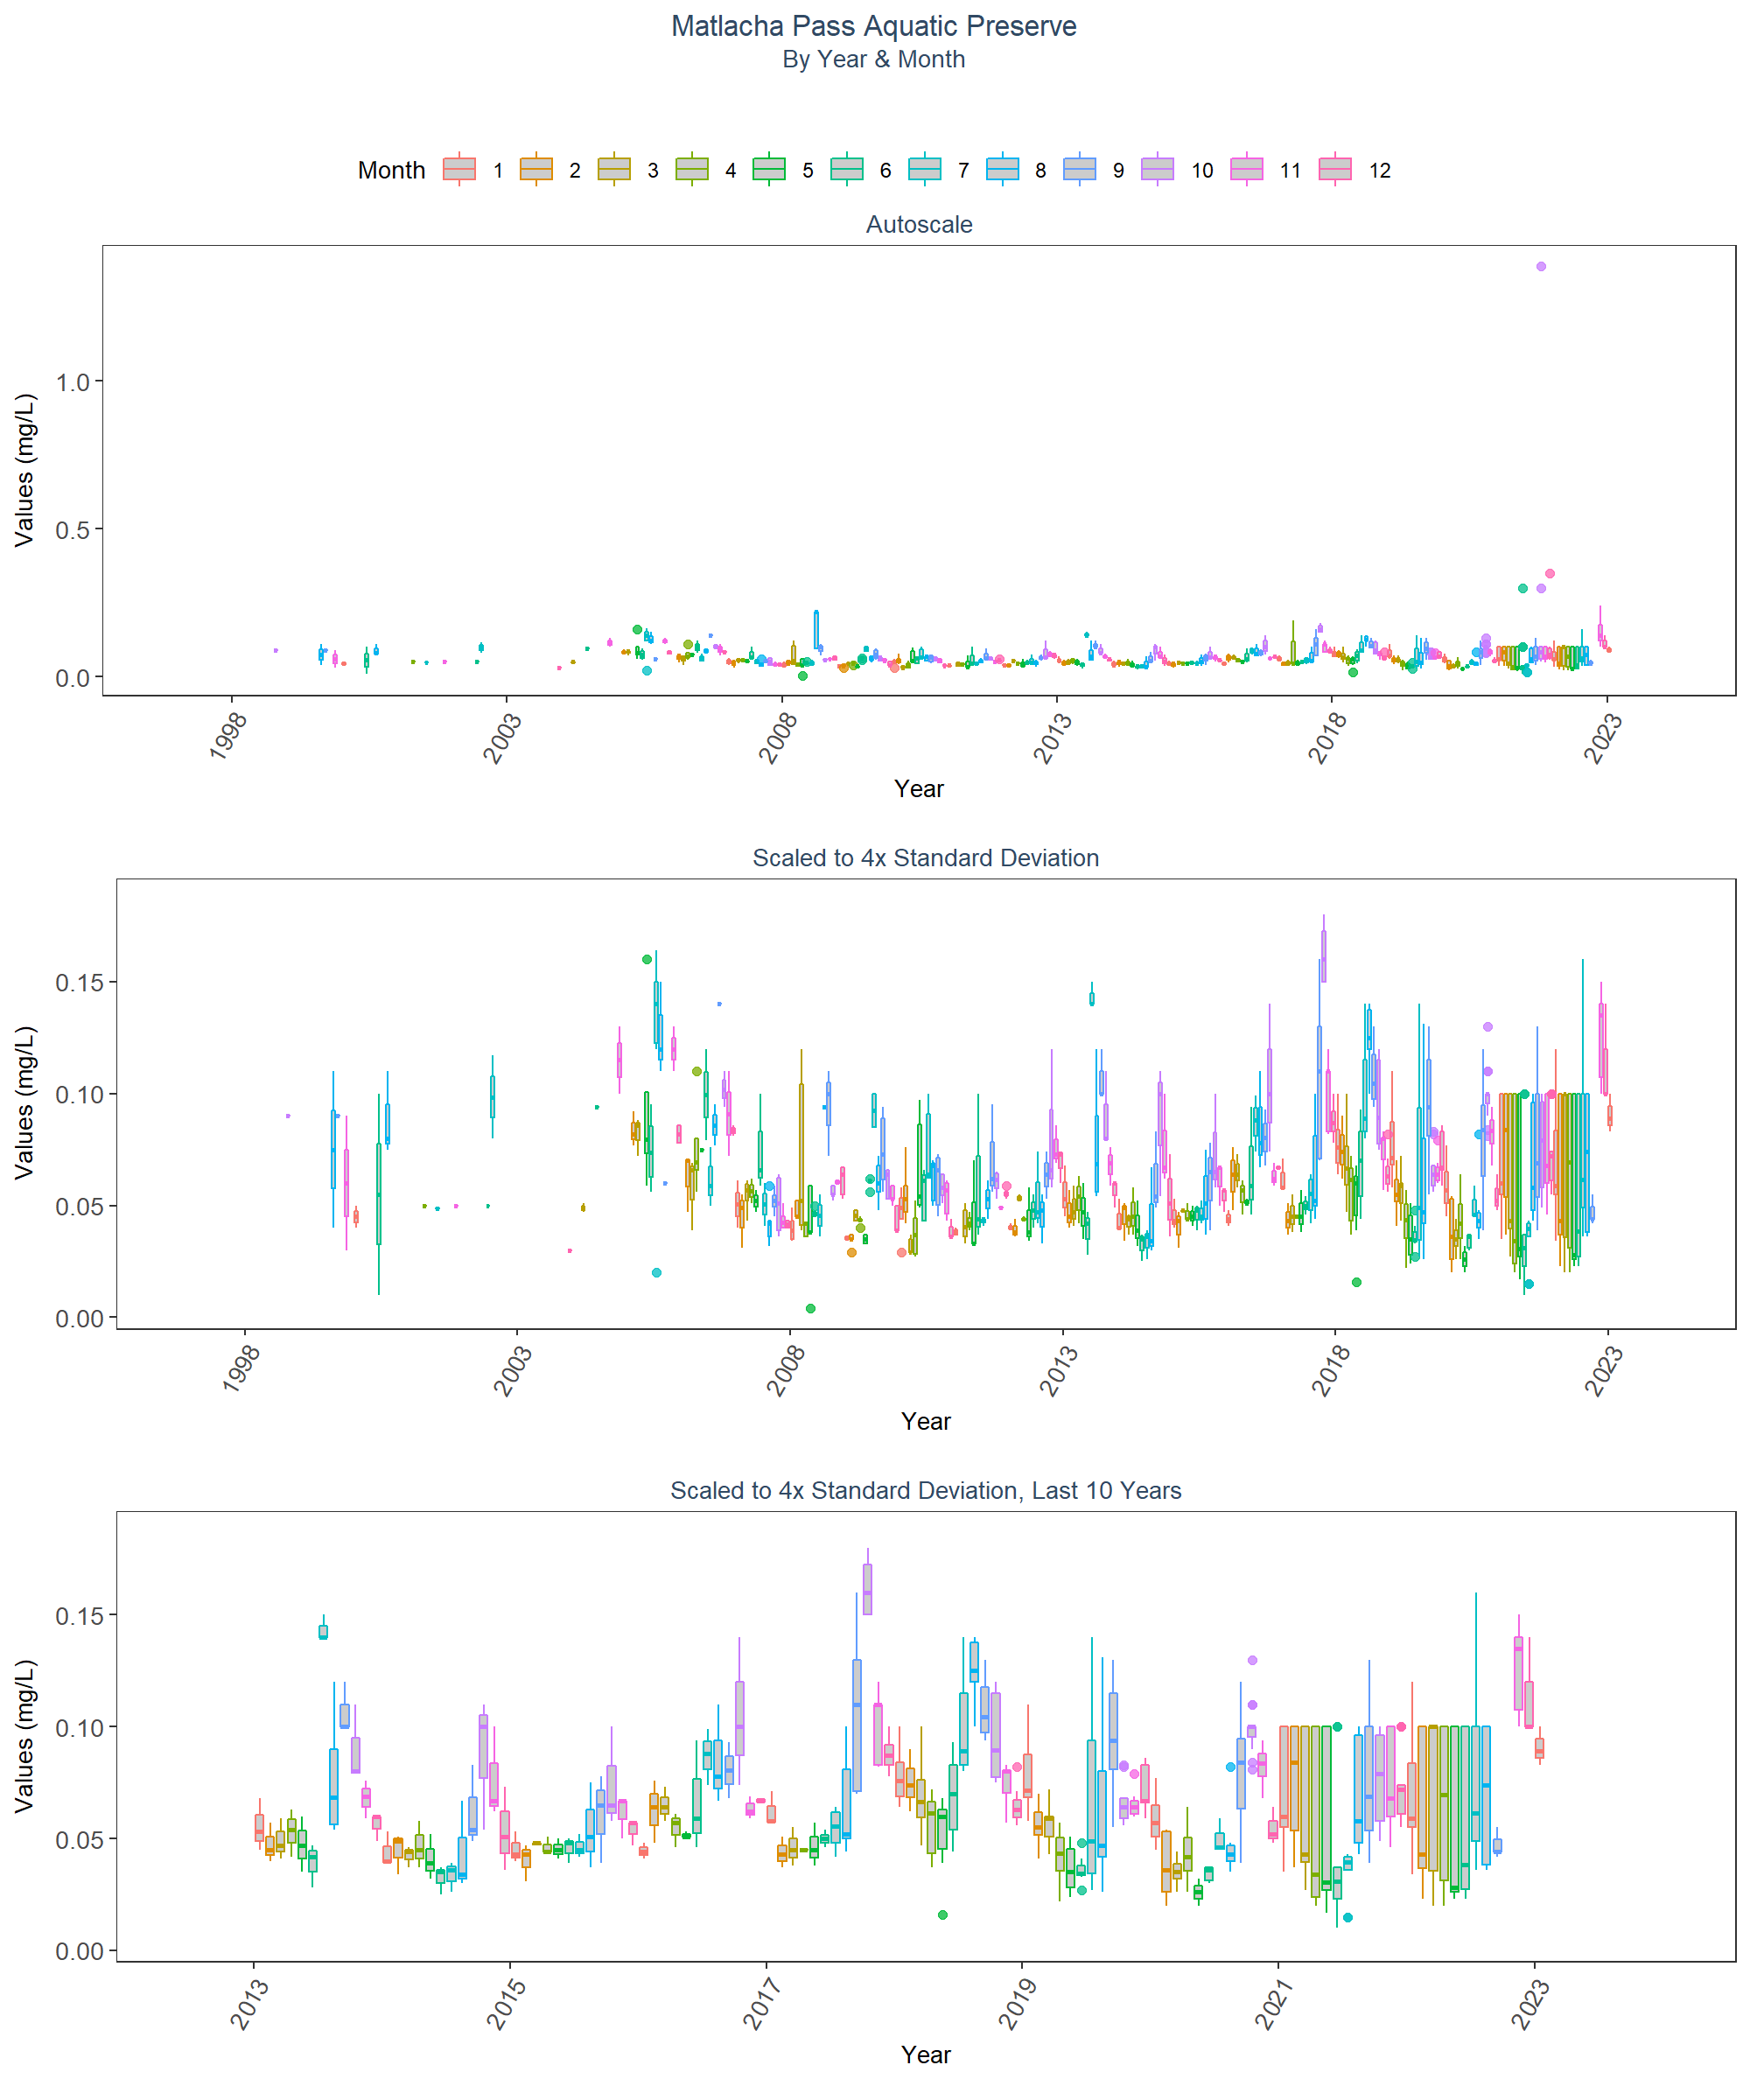 Matlacha Pass Aquatic Preserve
By Year & Month
Month 1 2 3 4 5 6 7 8 9 10 11 12
Autoscale
Values (mg/L)
1.0
0.5
0.0
1998 2003 2008 2013 2018 2023
Year
Scaled to 4x Standard Deviation
Values (mg/L)
0.15
0.10
0.05
0.00
1998 2003 2008 2013 2018 2023
Year
Scaled to 4x Standard Deviation, Last 10 Years
Values (mg/L)
0.15
0.10
0.05
0.00
2013 2015 2017 2019 2021 2023
Year